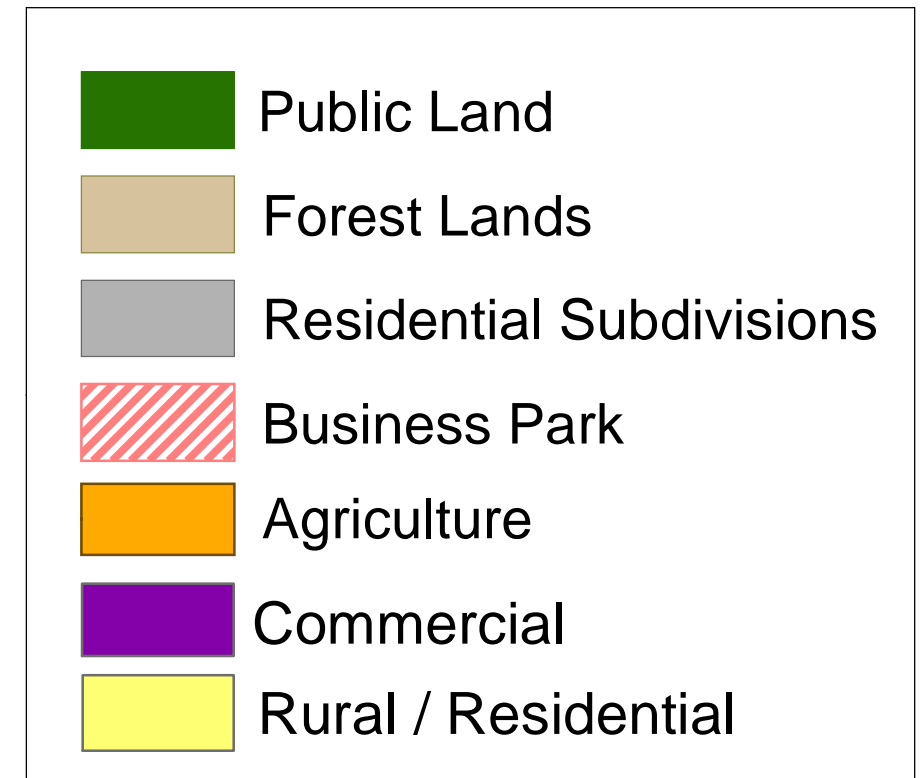 Public Land
Forest Lands
Residential Subdivisions
Business Park
Agriculture
Commercial
Rural / Residential